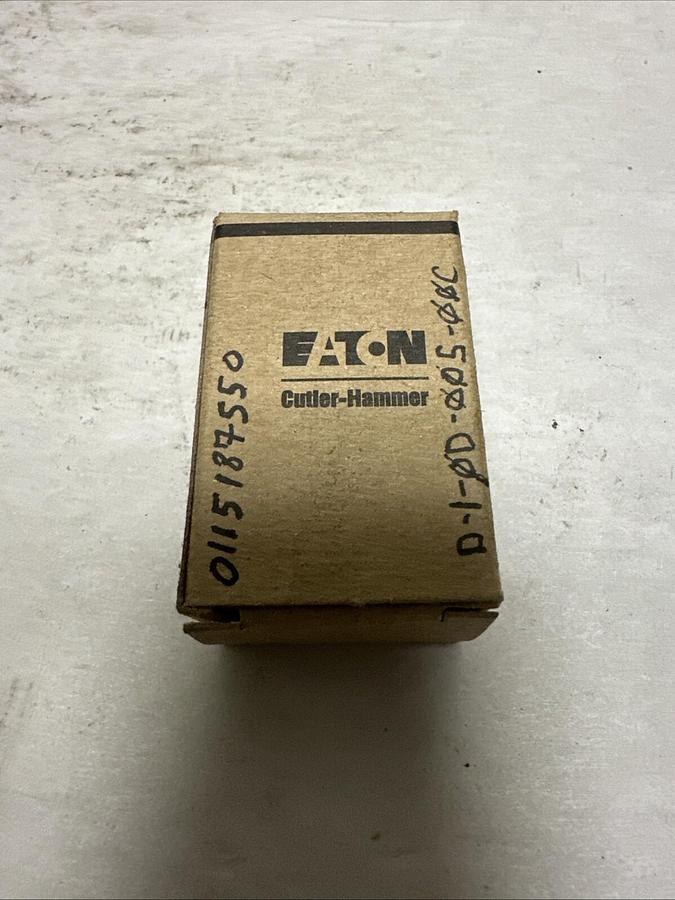 EATON
Cutler-Hammer
0115187550
D-1-0D-005-00C